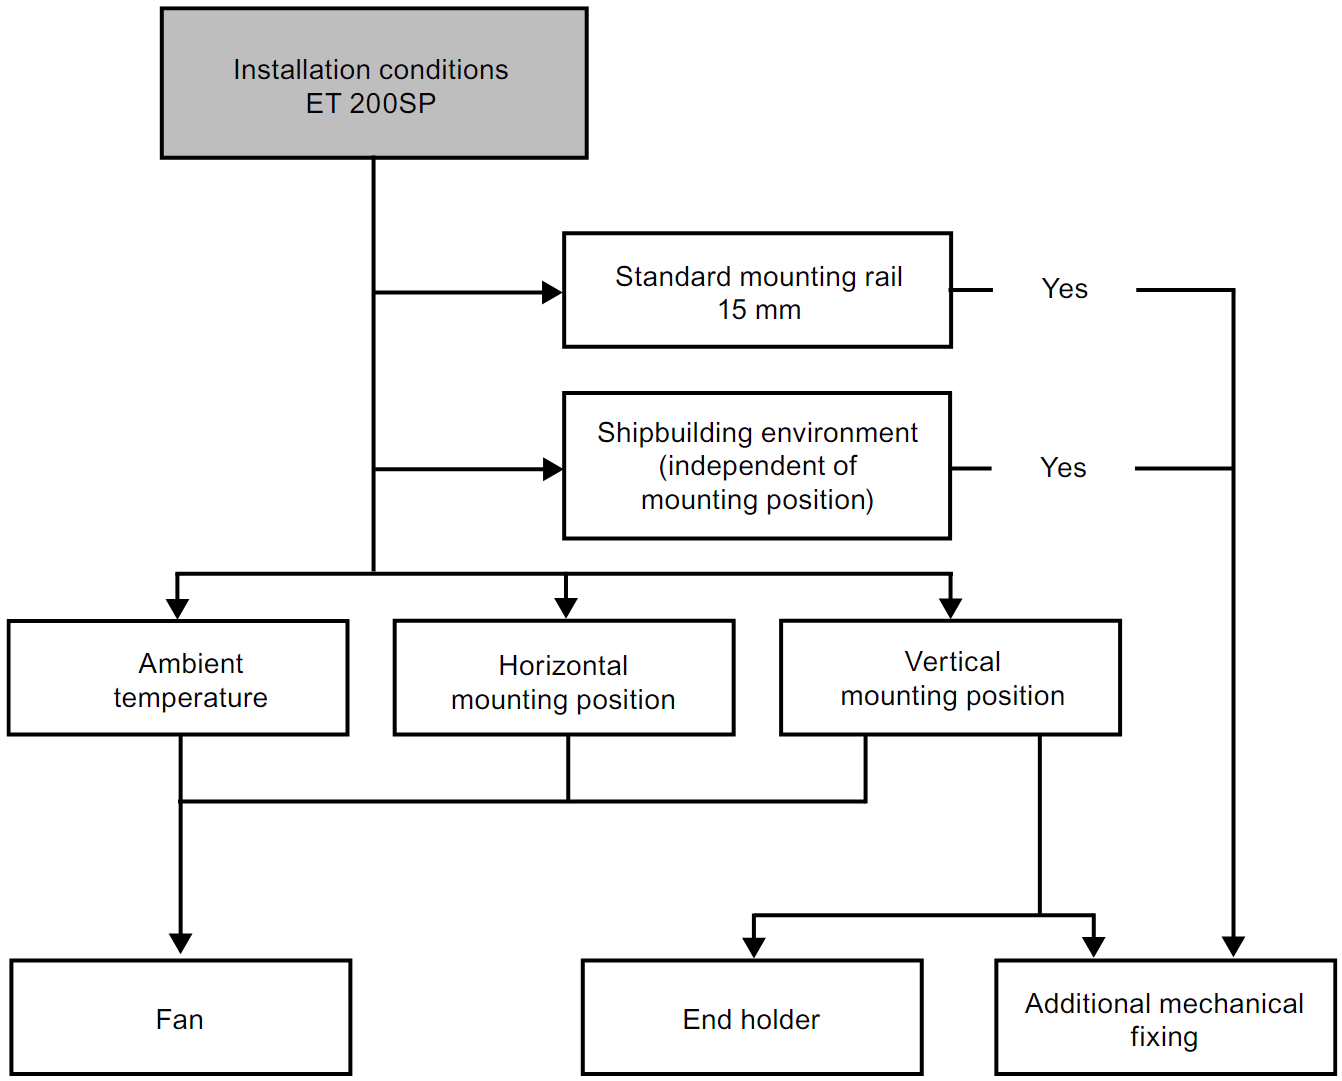 Installation conditions
ET 200SP
Standard mounting rail
15 mm
Yes
Shipbuilding environment
(independent of
mounting position)
Yes
Ambient
temperature
Horizontal
mounting position
Vertical
mounting position
Fan
End holder
Additional mechanical
fixing